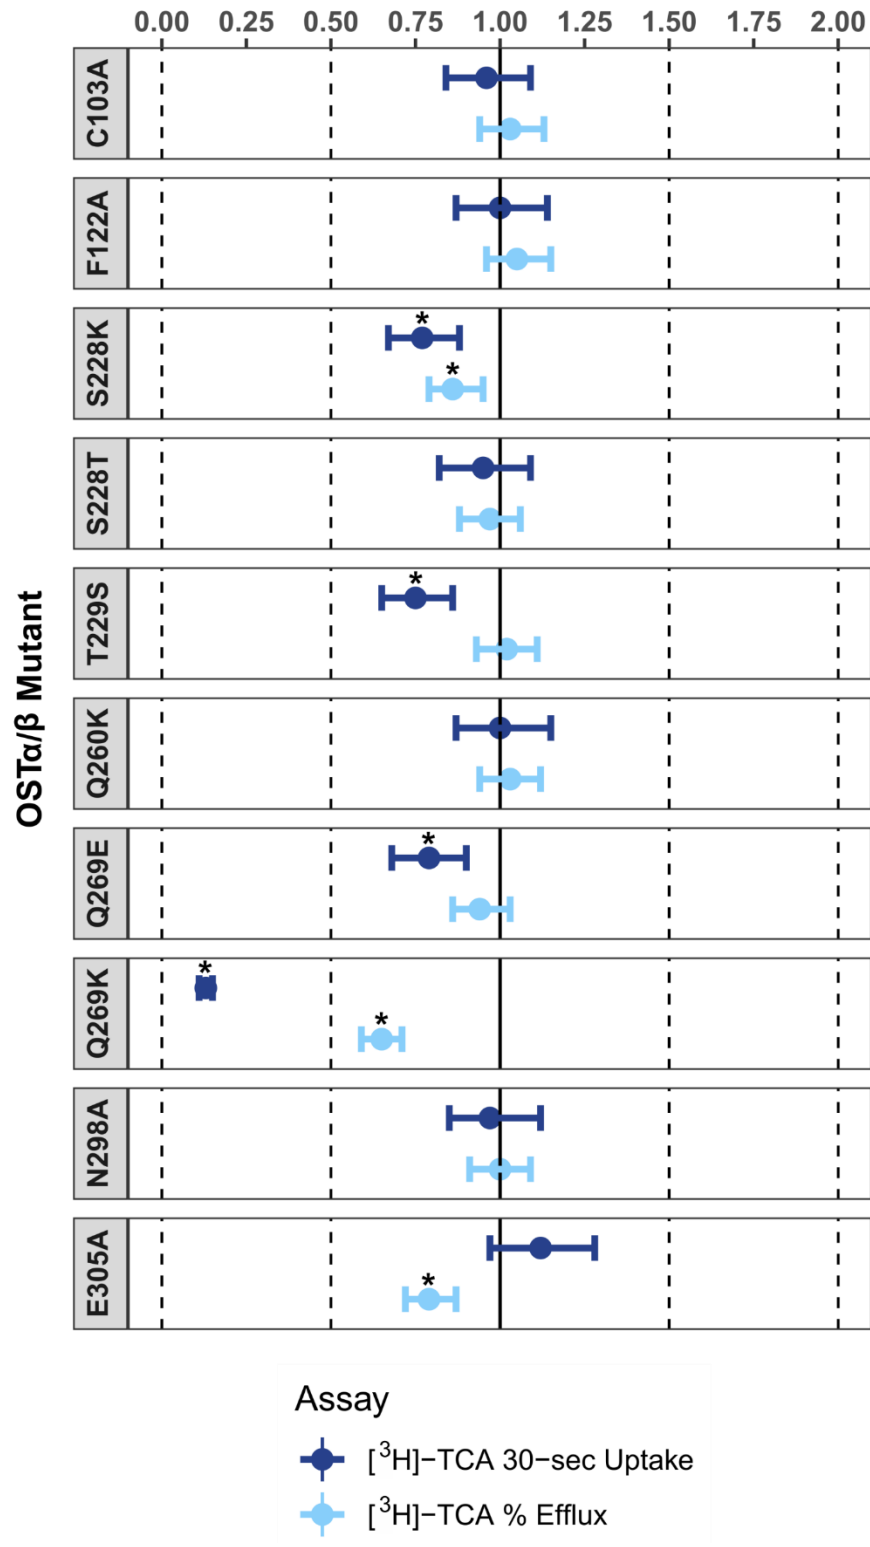 0.00 0.25 0.50 0.75 1.00 1.25 1.50 1.75 2.00
OSTα/β Mutant
C103A
F122A
S228K
*
*
S228T
T229S
*
Q260K
Q269E
*
Q269K
*
*
N298A
E305A
*
Assay
[³H]−TCA 30−sec Uptake
[³H]−TCA % Efflux